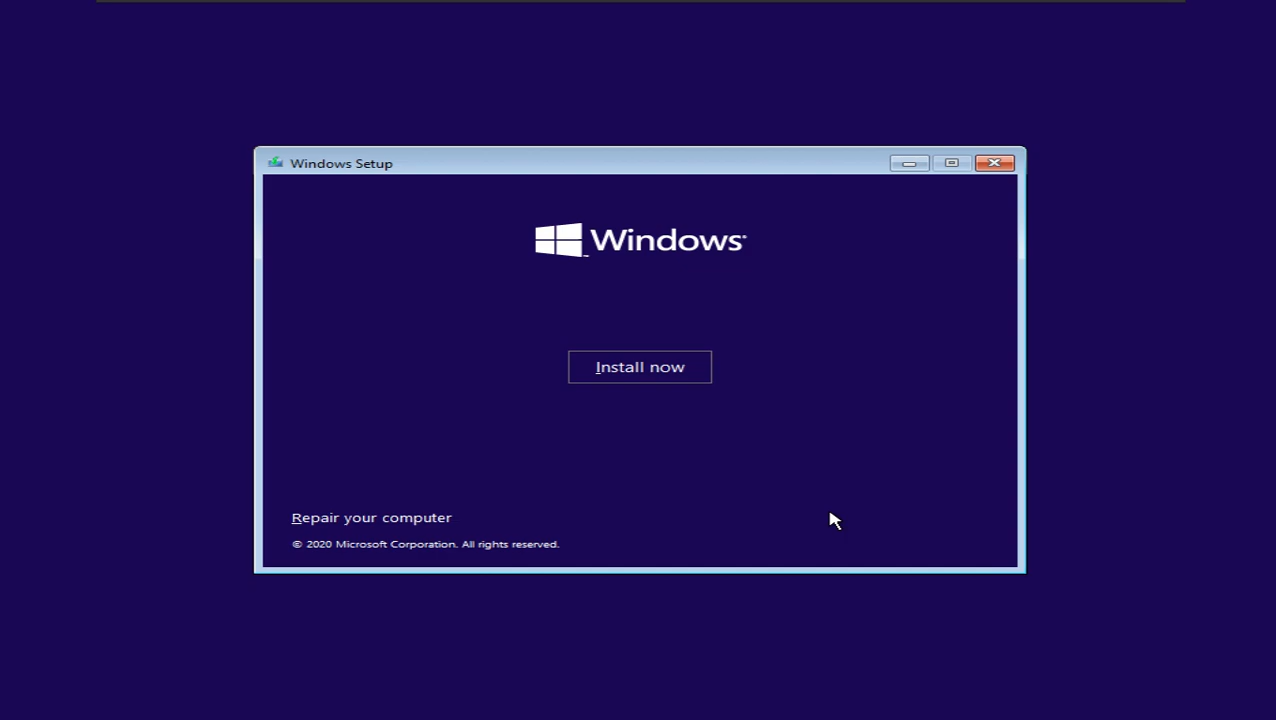 Windows Setup
Windows
Install now
Repair your computer
© 2020 Microsoft Corporation. All rights reserved.